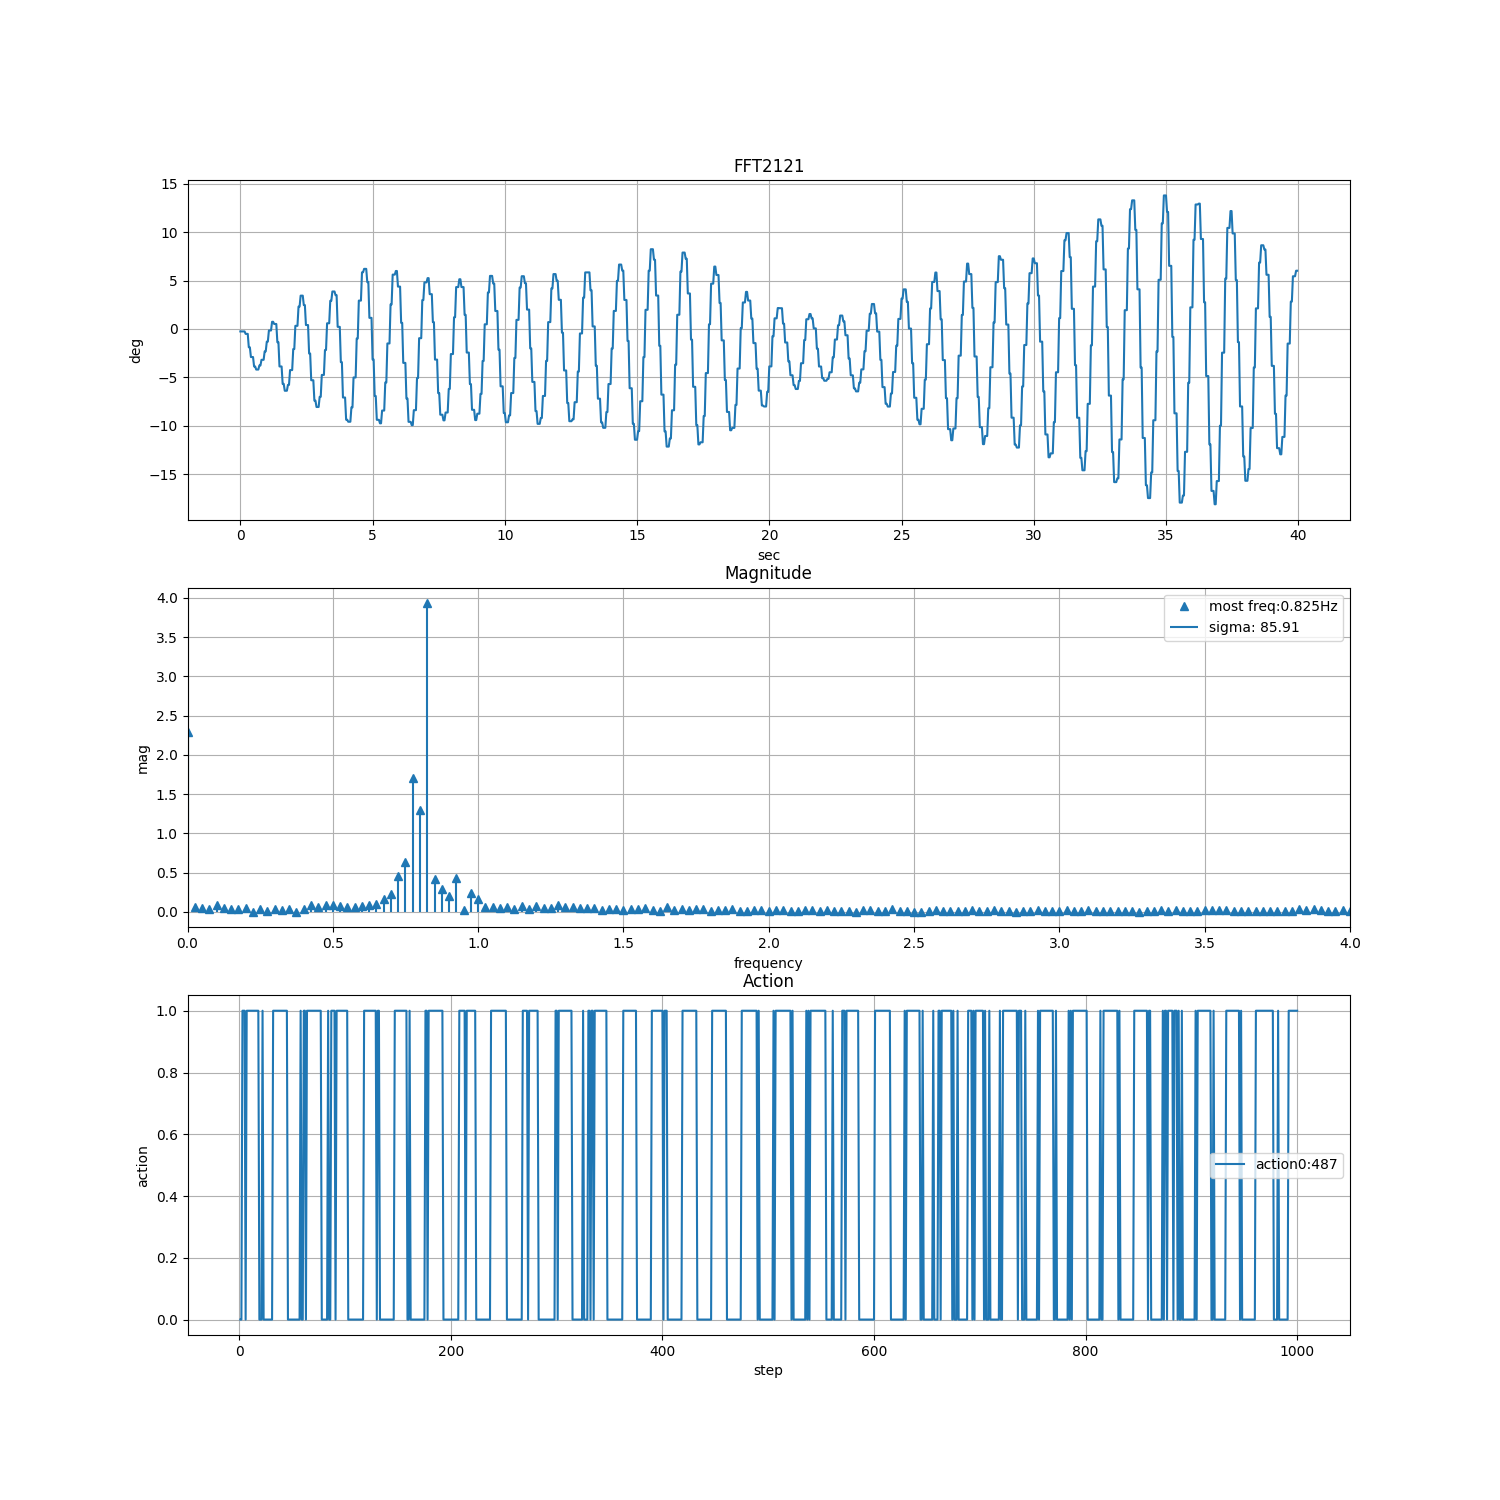 FFT2121
15
10
5
0
−5
−10
−15
deg
0 5 10 15 20 25 30 35 40
sec
Magnitude
4.0
3.5
3.0
2.5
2.0
1.5
1.0
0.5
0.0
mag
most freq:0.825Hz
sigma: 85.91
0.0 0.5 1.0 1.5 2.0 2.5 3.0 3.5 4.0
frequency
Action
1.0
0.8
0.6
0.4
0.2
0.0
action
action0:487
0 200 400 600 800 1000
step